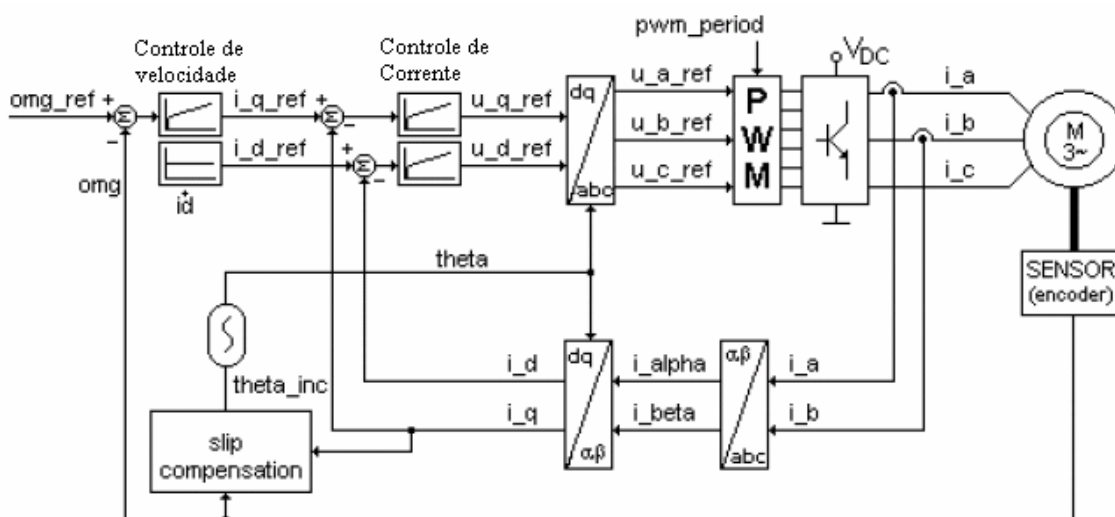 pwm_period
Controle de
velocidade
Controle de
Corrente
VDC
omg_ref
+
Σ
-
i_q_ref
+
Σ
-
u_q_ref
dq
u_a_ref
P
i_a
i_d_ref
+
Σ
-
u_d_ref
u_b_ref
W
i_b
M
3~
omg
id
abc
u_c_ref
M
i_c
theta
SENSOR
(encoder)
theta_inc
i_d
dq
i_alpha
αβ
i_a
i_q
i_beta
i_b
slip
compensation
αβ
abc